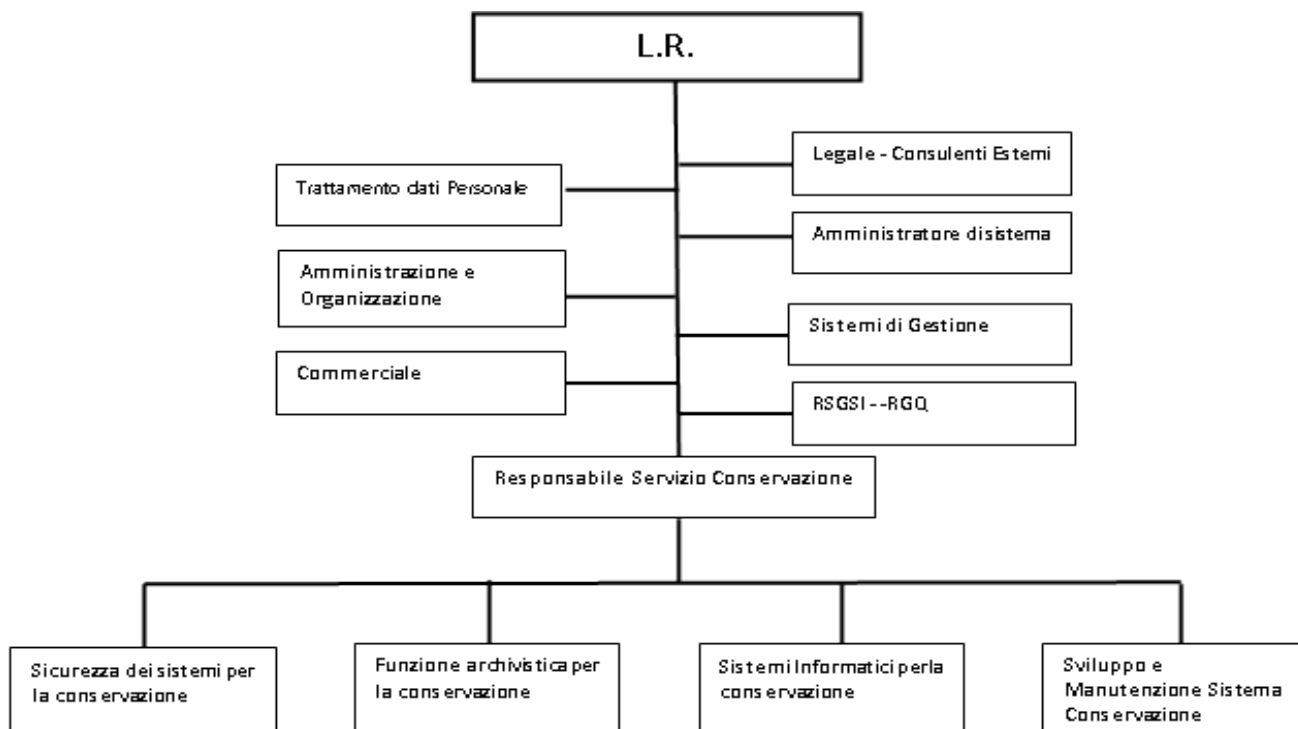 L.R.
Legale - Consulenti Esterni
Trattamento dati Personale
Amministratore di sistema
Amministrazione e
Organizzazione
Sistemi di Gestione
Commerciale
RSGSI --RGQ
Responsabile Servizio Conservazione
Sicurezza dei sistemi per
la conservazione
Funzione archivistica per
la conservazione
Sistemi Informatici per la
conservazione
Sviluppo e
Manutenzione Sistema
Conservazione